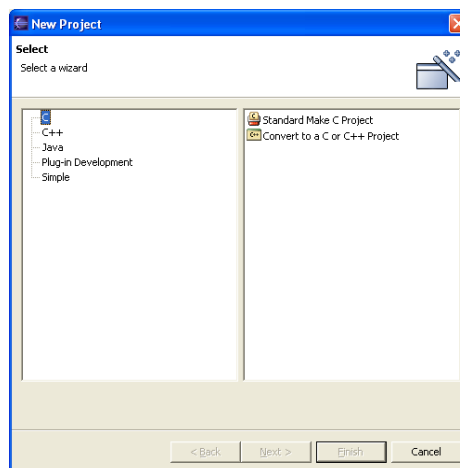 New Project
Select
Select a wizard
C
C++
Java
Plug-in Development
Simple
Standard Make C Project
Convert to a C or C++ Project
< Back
Next >
Finish
Cancel